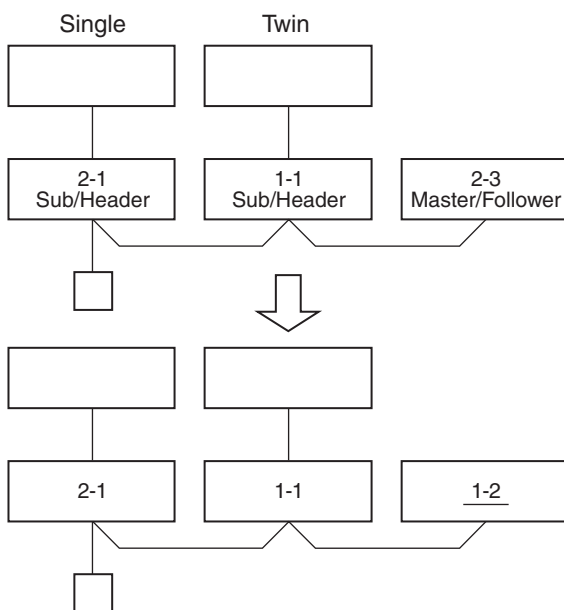 Single
Twin
2-1
Sub/Header
1-1
Sub/Header
2-3
Master/Follower
2-1
1-1
1-2